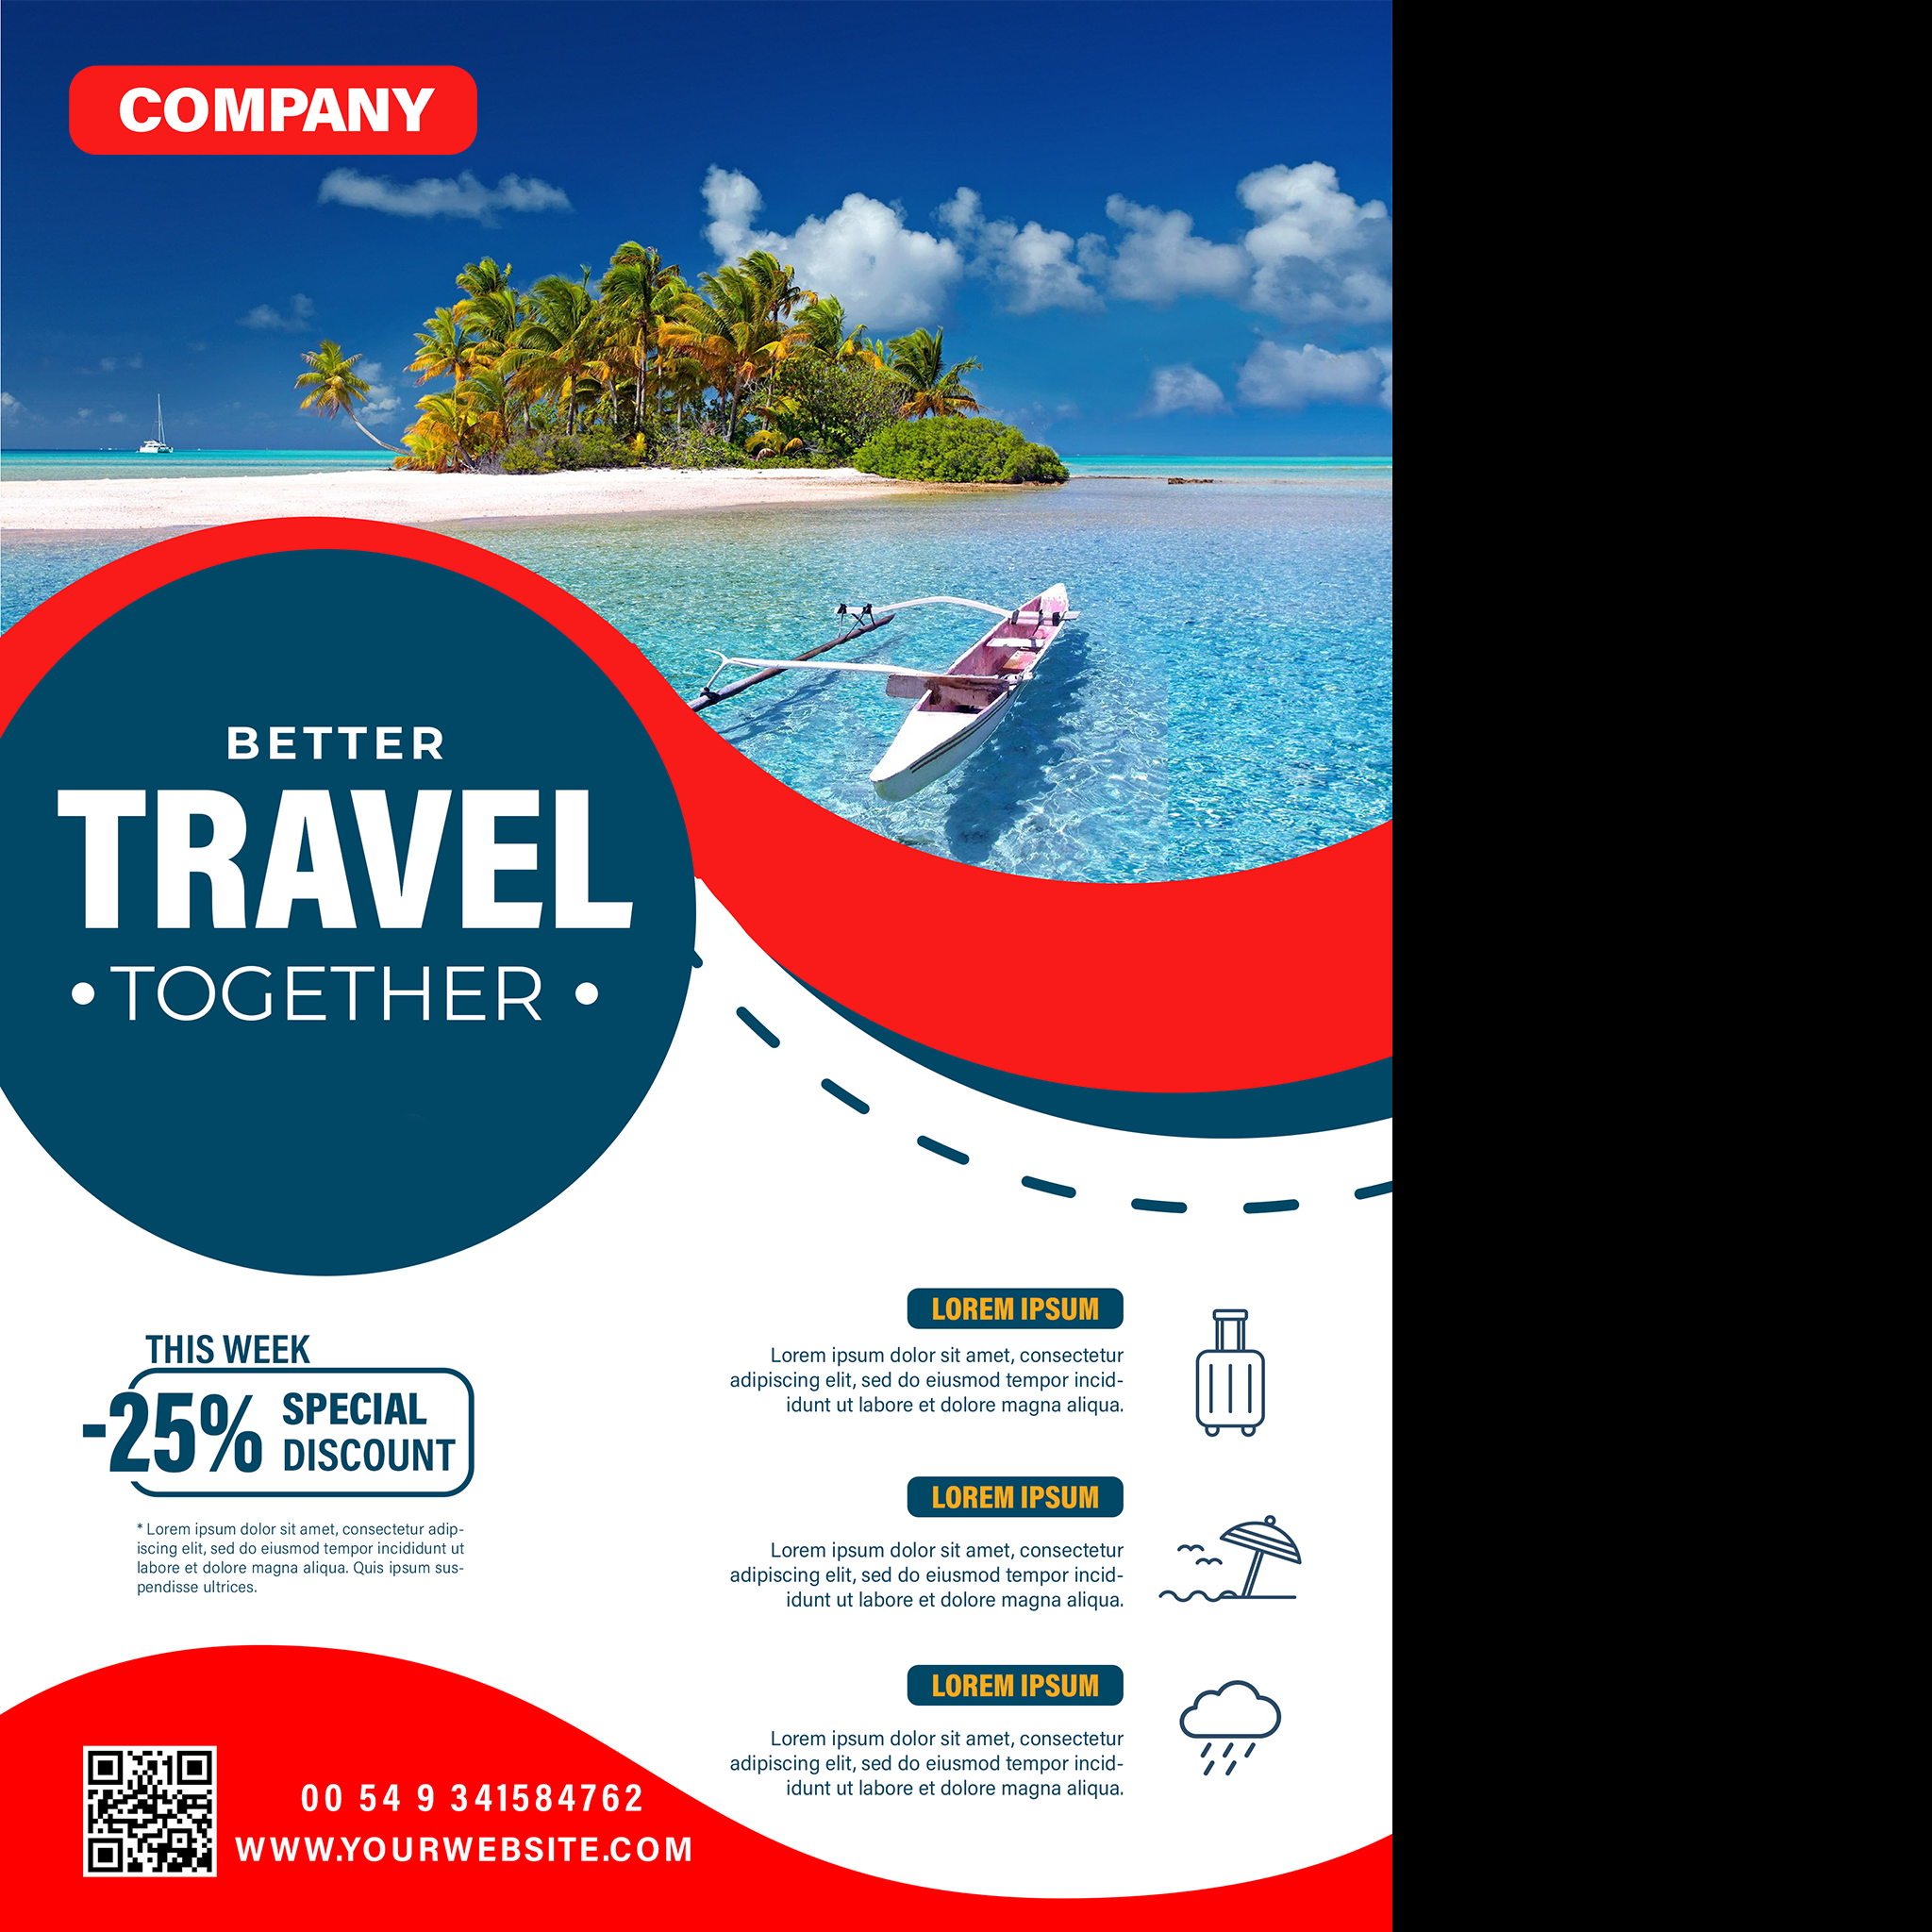 COMPANY
BETTER
TRAVEL
•TOGETHER•
THIS WEEK
-25% SPECIAL
DISCOUNT
* Lorem ipsum dolor sit amet, consectetur adip-
iscing elit, sed do eiusmod tempor incididunt ut
labore et dolore magna aliqua. Quis ipsum sus-
pendisse ultrices.
LOREM IPSUM
Lorem ipsum dolor sit amet, consectetur
adipiscing elit, sed do eiusmod tempor incid-
idunt ut labore et dolore magna aliqua.
LOREM IPSUM
Lorem ipsum dolor sit amet, consectetur
adipiscing elit, sed do eiusmod tempor incid-
idunt ut labore et dolore magna aliqua.
LOREM IPSUM
Lorem ipsum dolor sit amet, consectetur
adipiscing elit, sed do eiusmod tempor incid-
idunt ut labore et dolore magna aliqua.
00 54 9 341584762
WWW.YOURWEBSITE.COM